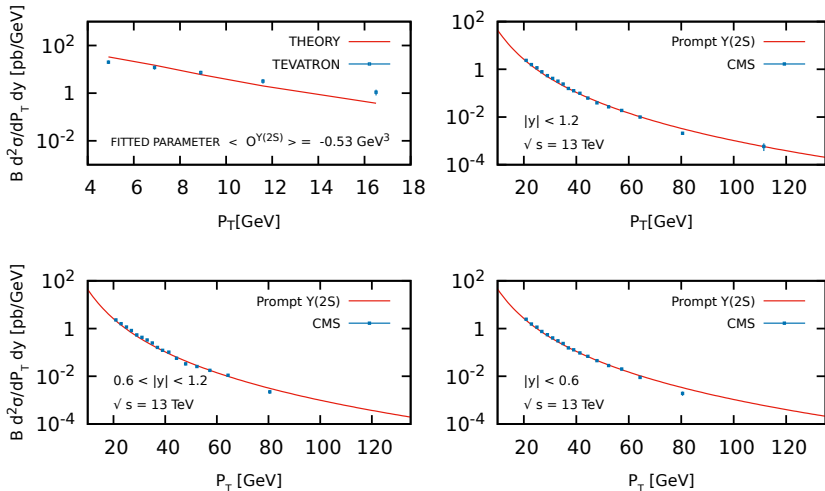 B d²σ/dP_T dy [pb/GeV]
10²
1
10⁻²
THEORY
TEVATRON
FITTED PARAMETER < O^Υ(2S) > = -0.53 GeV³
4 6 8 10 12 14 16 18
P_T[GeV]
10²
1
10⁻²
10⁻⁴
Prompt Υ(2S)
CMS
|y| < 1.2
√ s = 13 TeV
20 40 60 80 100 120
P_T[GeV]
B d²σ/dP_T dy [pb/GeV]
10²
1
10⁻²
10⁻⁴
Prompt Υ(2S)
CMS
0.6 < |y| < 1.2
√ s = 13 TeV
20 40 60 80 100 120
P_T [GeV]
10²
1
10⁻²
10⁻⁴
Prompt Υ(2S)
CMS
|y| < 0.6
√ s = 13 TeV
20 40 60 80 100 120
P_T [GeV]